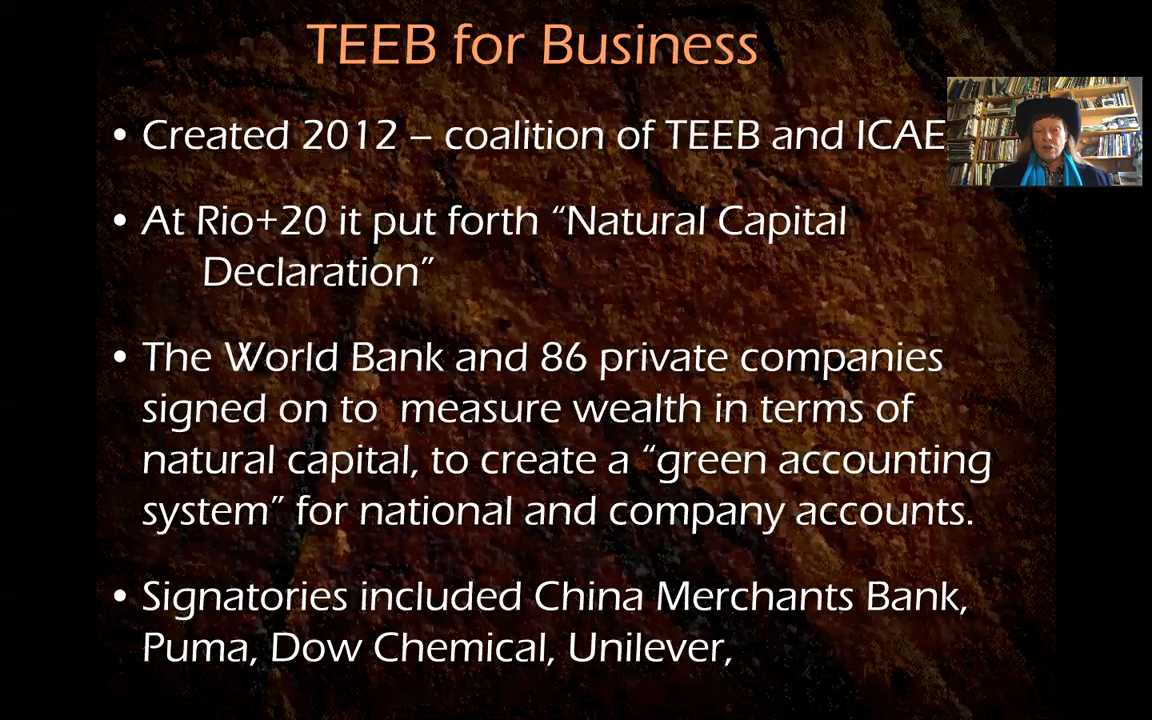 TEEB for Business
• Created 2012 – coalition of TEEB and ICAE
• At Rio+20 it put forth “Natural Capital
Declaration”
• The World Bank and 86 private companies
signed on to measure wealth in terms of
natural capital, to create a “green accounting
system” for national and company accounts.
• Signatories included China Merchants Bank,
Puma, Dow Chemical, Unilever,